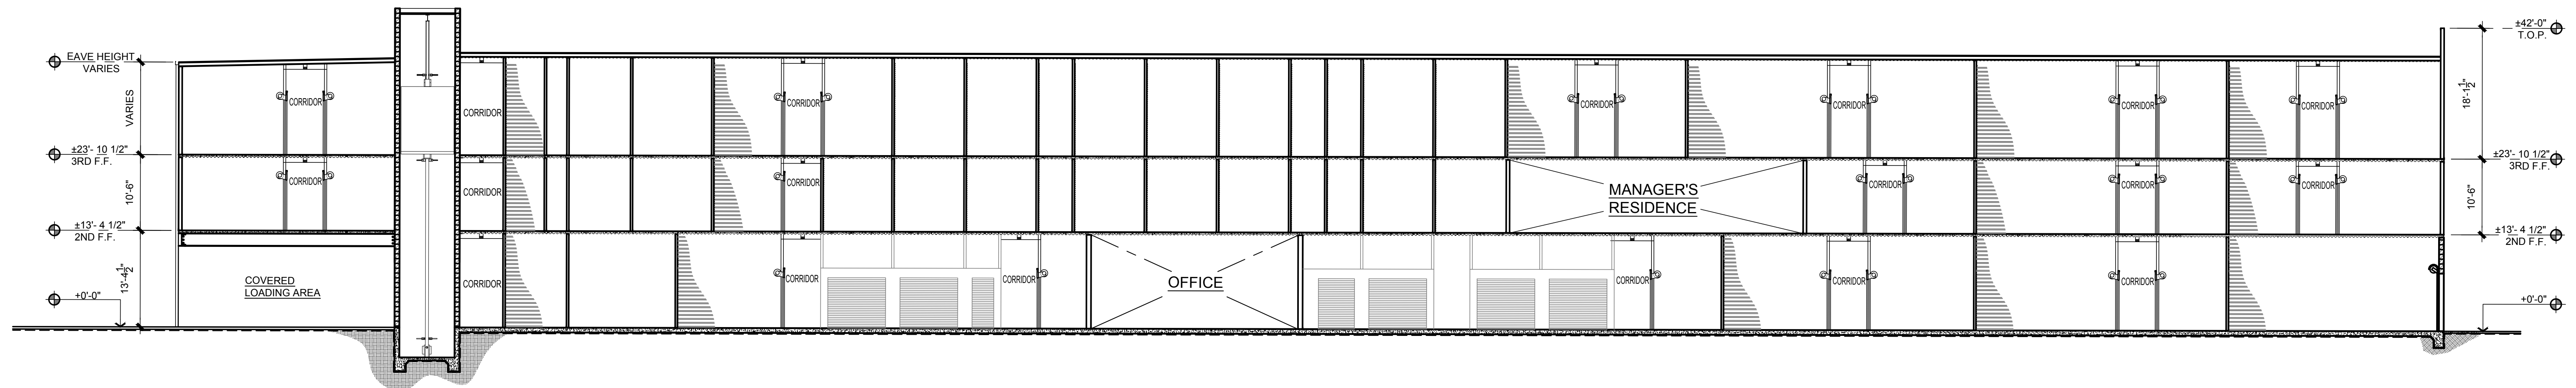 EAVE HEIGHT
VARIES
VARIES
±23'- 10 1/2"
3RD F.F.
10'-6"
±13'- 4 1/2"
2ND F.F.
13'-4 1/2"
+0'-0"
CORRIDOR
CORRIDOR
CORRIDOR
CORRIDOR
CORRIDOR
CORRIDOR
CORRIDOR
CORRIDOR
CORRIDOR
CORRIDOR
CORRIDOR
MANAGER'S
RESIDENCE
CORRIDOR
CORRIDOR
CORRIDOR
COVERED
LOADING AREA
CORRIDOR
CORRIDOR
CORRIDOR
OFFICE
CORRIDOR
CORRIDOR
CORRIDOR
±42'-0"
T.O.P.
18'-1 1/2"
±23'- 10 1/2"
3RD F.F.
10'-6"
±13'- 4 1/2"
2ND F.F.
+0'-0"